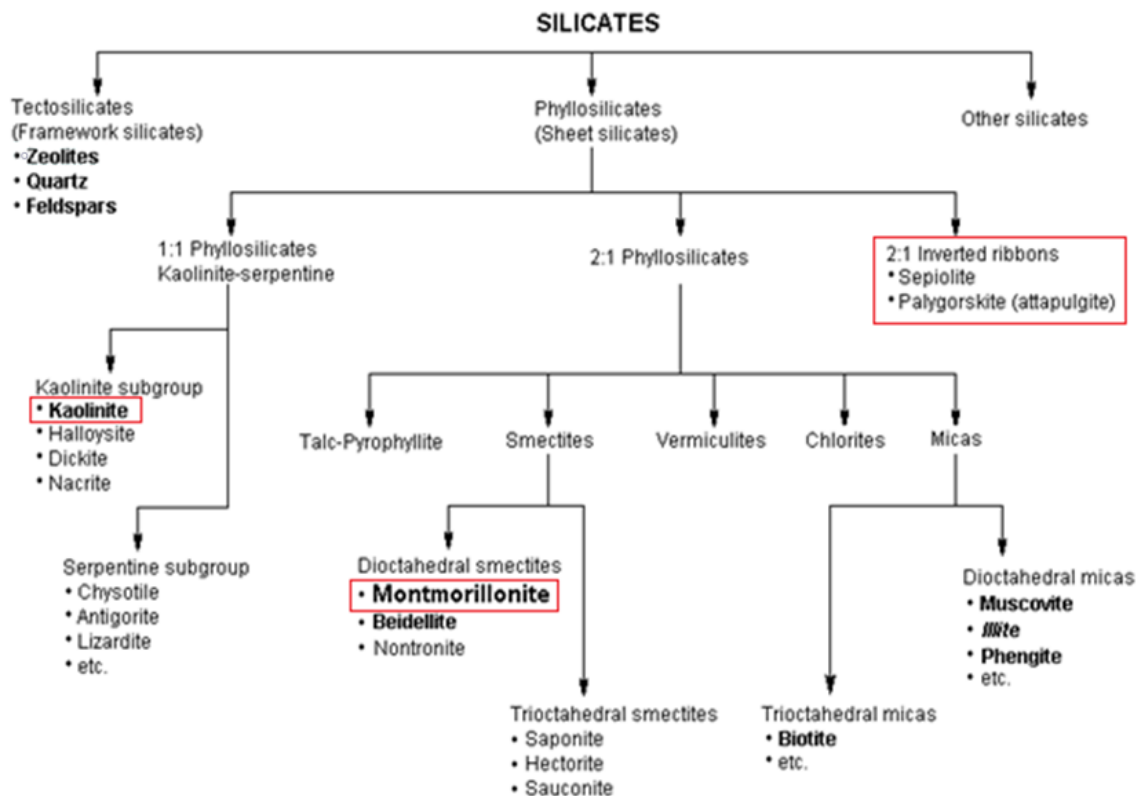 SILICATES
Tectosilicates
(Framework silicates)
• Zeolites
• Quartz
• Feldspars
Phyllosilicates
(Sheet silicates)
Other silicates
1:1 Phyllosilicates
Kaolinite-serpentine
2:1 Phyllosilicates
2:1 Inverted ribbons
• Sepiolite
• Palygorskite (attapulgite)
Kaolinite subgroup
• Kaolinite
• Halloysite
• Dickite
• Nacrite
Talc-Pyrophyllite
Smectites
Vermiculites
Chlorites
Micas
Serpentine subgroup
• Chysotile
• Antigorite
• Lizardite
• etc.
Dioctahedral smectites
• Montmorillonite
• Beidellite
• Nontronite
Dioctahedral micas
• Muscovite
• Illite
• Phengite
• etc.
Trioctahedral smectites
• Saponite
• Hectorite
• Sauconite
Trioctahedral micas
• Biotite
• etc.